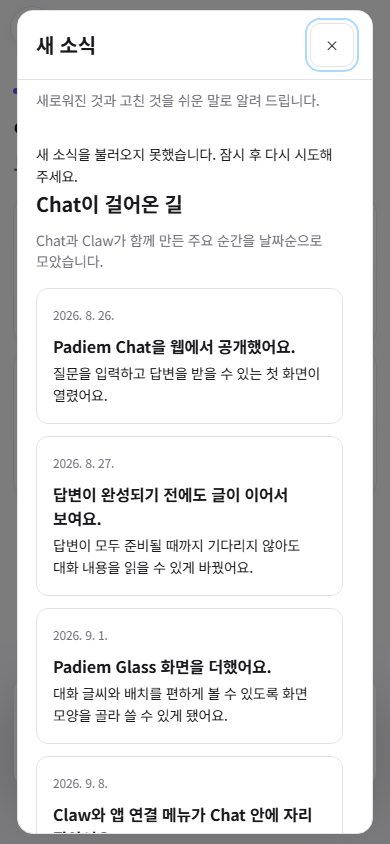 새 소식
새로워진 것과 고친 것을 쉬운 말로 알려 드립니다.
새 소식을 불러오지 못했습니다. 잠시 후 다시 시도해
주세요.
Chat이 걸어온 길
Chat과 Claw가 함께 만든 주요 순간을 날짜순으로
모았습니다.
2026. 8. 26.
Padiem Chat을 웹에서 공개했어요.
질문을 입력하고 답변을 받을 수 있는 첫 화면이
열렸어요.
2026. 8. 27.
답변이 완성되기 전에도 글이 이어서
보여요.
답변이 모두 준비될 때까지 기다리지 않아도
대화 내용을 읽을 수 있게 바꿨어요.
2026. 9. 1.
Padiem Glass 화면을 더했어요.
대화 글씨와 배치를 편하게 볼 수 있도록 화면
모양을 골라 쓸 수 있게 됐어요.
2026. 9. 8.
Claw와 앱 연결 메뉴가 Chat 안에 자리